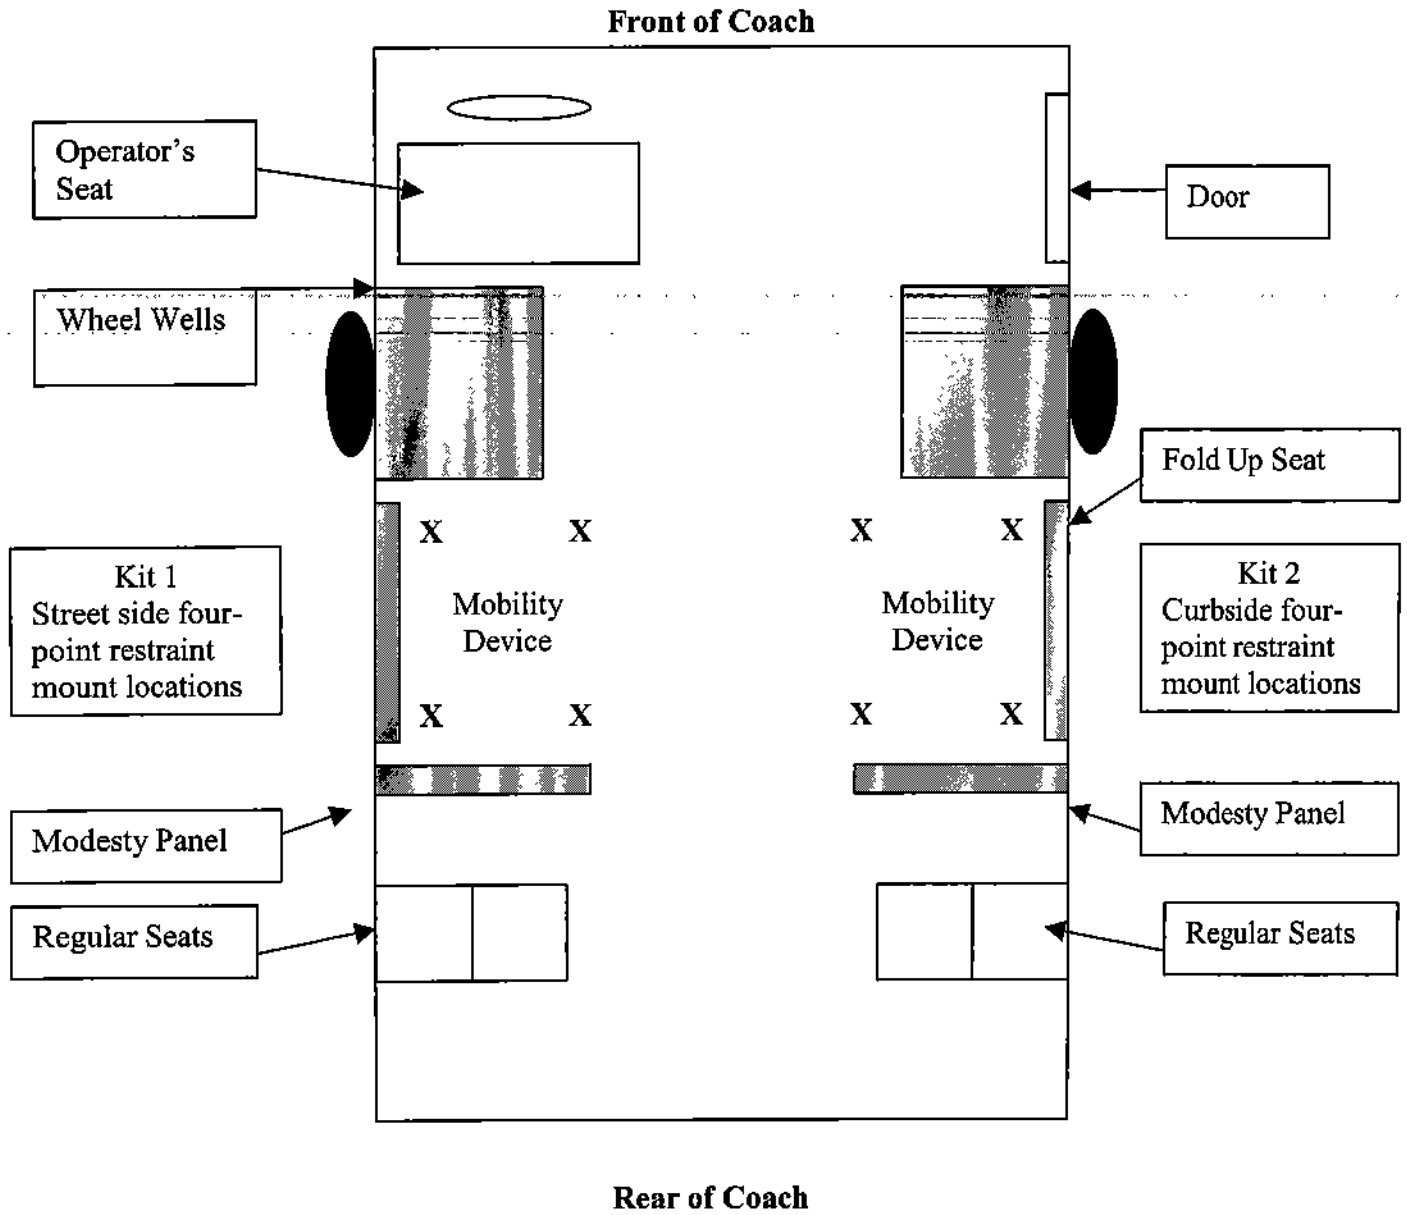 Front of Coach
Operator's
Seat
Door
Wheel Wells
Fold Up Seat
X X X X
Kit 1
Street side four-
point restraint
mount locations
Mobility
Device
Mobility
Device
Kit 2
Curbside four-
point restraint
mount locations
X X X X
Modesty Panel
Modesty Panel
Regular Seats
Regular Seats
Rear of Coach